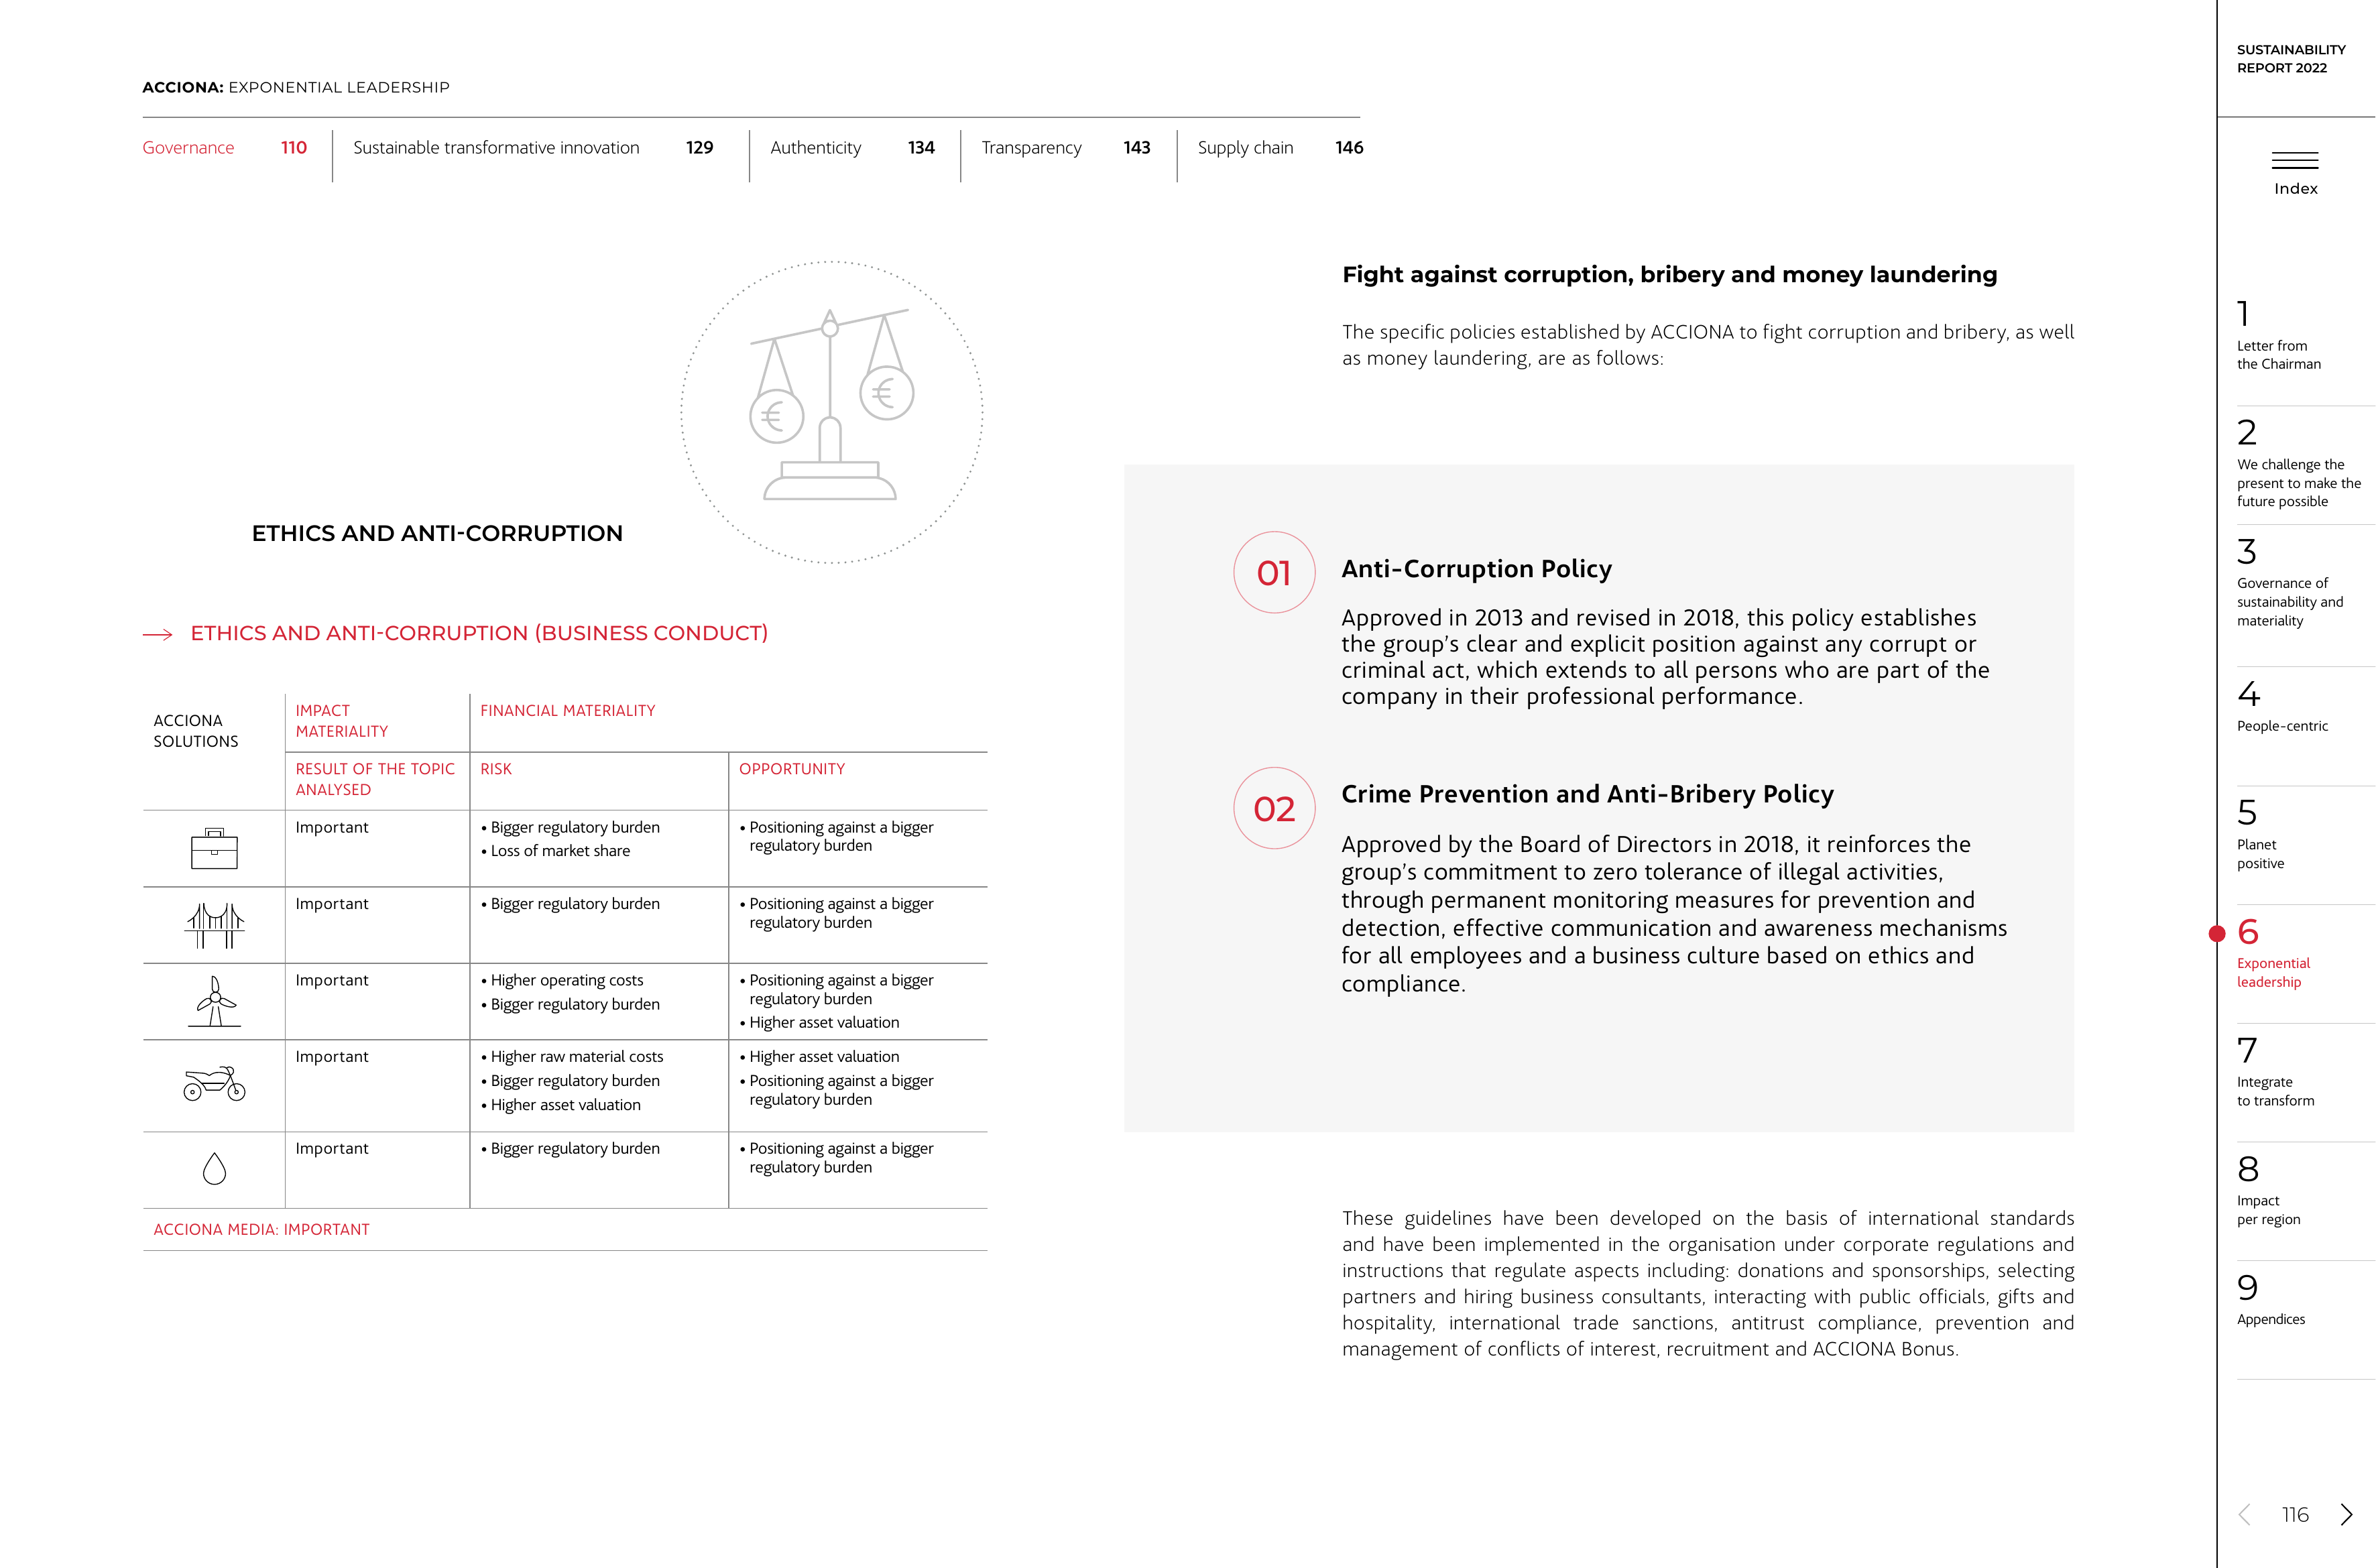 ACCIONA: EXPONENTIAL LEADERSHIP
Governance 110
Sustainable transformative innovation 129
Authenticity 134
Transparency 143
Supply chain 146
ETHICS AND ANTI-CORRUPTION
€
€
→ ETHICS AND ANTI-CORRUPTION (BUSINESS CONDUCT)
ACCIONA
SOLUTIONS
IMPACT
MATERIALITY
FINANCIAL MATERIALITY
RESULT OF THE TOPIC
ANALYSED
RISK
OPPORTUNITY
Important
• Bigger regulatory burden
• Loss of market share
• Positioning against a bigger
regulatory burden
Important
• Bigger regulatory burden
• Positioning against a bigger
regulatory burden
Important
• Higher operating costs
• Bigger regulatory burden
• Positioning against a bigger
regulatory burden
• Higher asset valuation
Important
• Higher raw material costs
• Bigger regulatory burden
• Higher asset valuation
• Higher asset valuation
• Positioning against a bigger
regulatory burden
Important
• Bigger regulatory burden
• Positioning against a bigger
regulatory burden
ACCIONA MEDIA: IMPORTANT
Fight against corruption, bribery and money laundering
The specific policies established by ACCIONA to fight corruption and bribery, as well
as money laundering, are as follows:
01
Anti-Corruption Policy
Approved in 2013 and revised in 2018, this policy establishes
the group's clear and explicit position against any corrupt or
criminal act, which extends to all persons who are part of the
company in their professional performance.
02
Crime Prevention and Anti-Bribery Policy
Approved by the Board of Directors in 2018, it reinforces the
group's commitment to zero tolerance of illegal activities,
through permanent monitoring measures for prevention and
detection, effective communication and awareness mechanisms
for all employees and a business culture based on ethics and
compliance.
These guidelines have been developed on the basis of international standards
and have been implemented in the organisation under corporate regulations and
instructions that regulate aspects including: donations and sponsorships, selecting
partners and hiring business consultants, interacting with public officials, gifts and
hospitality, international trade sanctions, antitrust compliance, prevention and
management of conflicts of interest, recruitment and ACCIONA Bonus.
SUSTAINABILITY
REPORT 2022
Index
1
Letter from
the Chairman
2
We challenge the
present to make the
future possible
3
Governance of
sustainability and
materiality
4
People-centric
5
Planet
positive
6
Exponential
leadership
7
Integrate
to transform
8
Impact
per region
9
Appendices
116